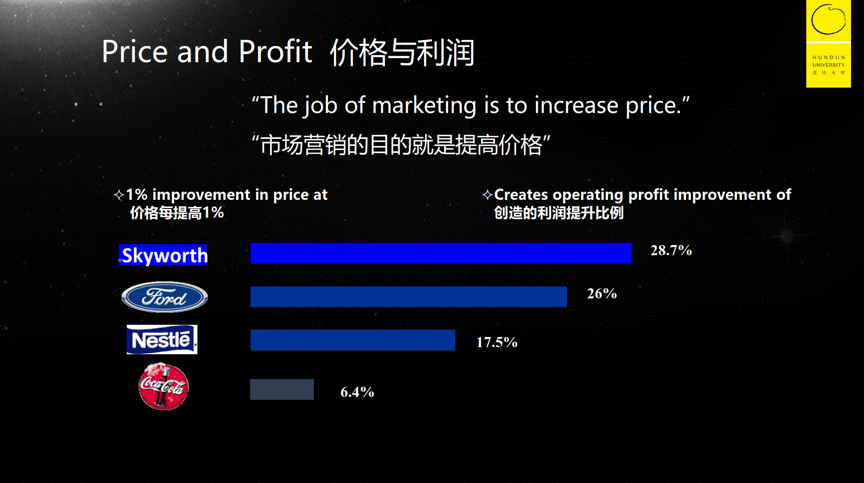 Price and Profit 价格与利润
HUNDUN
UNIVERSITY
混沌大学
“The job of marketing is to increase price.”
“市场营销的目的就是提高价格”
✧1% improvement in price at
价格每提高1%
✧Creates operating profit improvement of
创造的利润提升比例
Skyworth
28.7%
Ford
26%
Nestlé
17.5%
Coca-Cola
6.4%